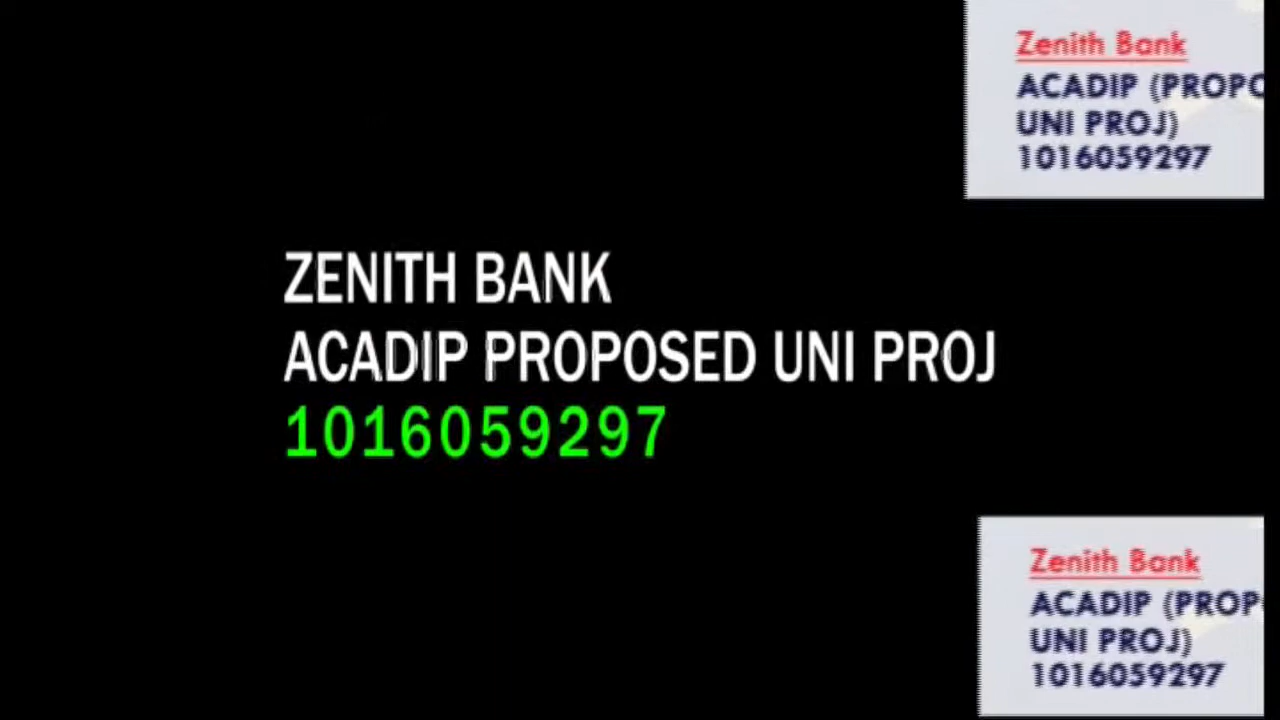 Zenith Bank
ACADIP (PROPO
UNI PROJ)
1016059297
ZENITH BANK
ACADIP PROPOSED UNI PROJ
1016059297
Zenith Bank
ACADIP (PROP
UNI PROJ)
1016059297